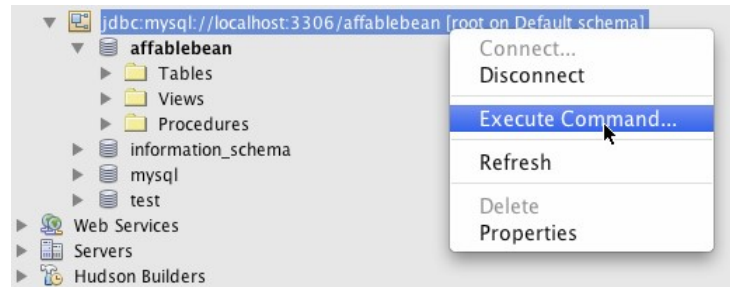 jdbc:mysql://localhost:3306/affablebean [root on Default schema]
affablebean
Tables
Views
Procedures
information_schema
mysql
test
Web Services
Servers
Hudson Builders
Connect...
Disconnect
Execute Command...
Refresh
Delete
Properties